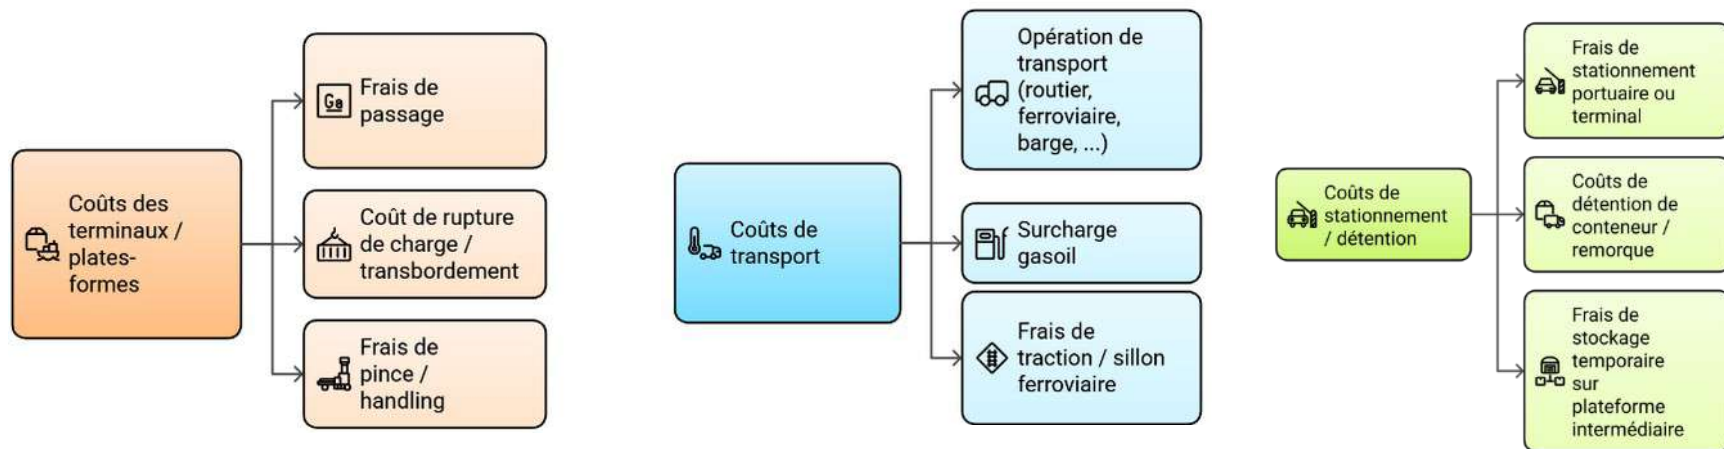 Coûts des
terminaux /
plates-
formes
Frais de
passage
Coût de rupture
de charge /
transbordement
Frais de
pince /
handling
Coûts de
transport
Opération de
transport
(routier,
ferroviaire,
barge, ...)
Surcharge
gasoil
Frais de
traction / sillon
ferroviaire
Coûts de
stationnement
/ détention
Frais de
stationnement
portuaire ou
terminal
Coûts de
détention de
conteneur /
remorque
Frais de
stockage
temporaire
sur
plateforme
intermédiaire